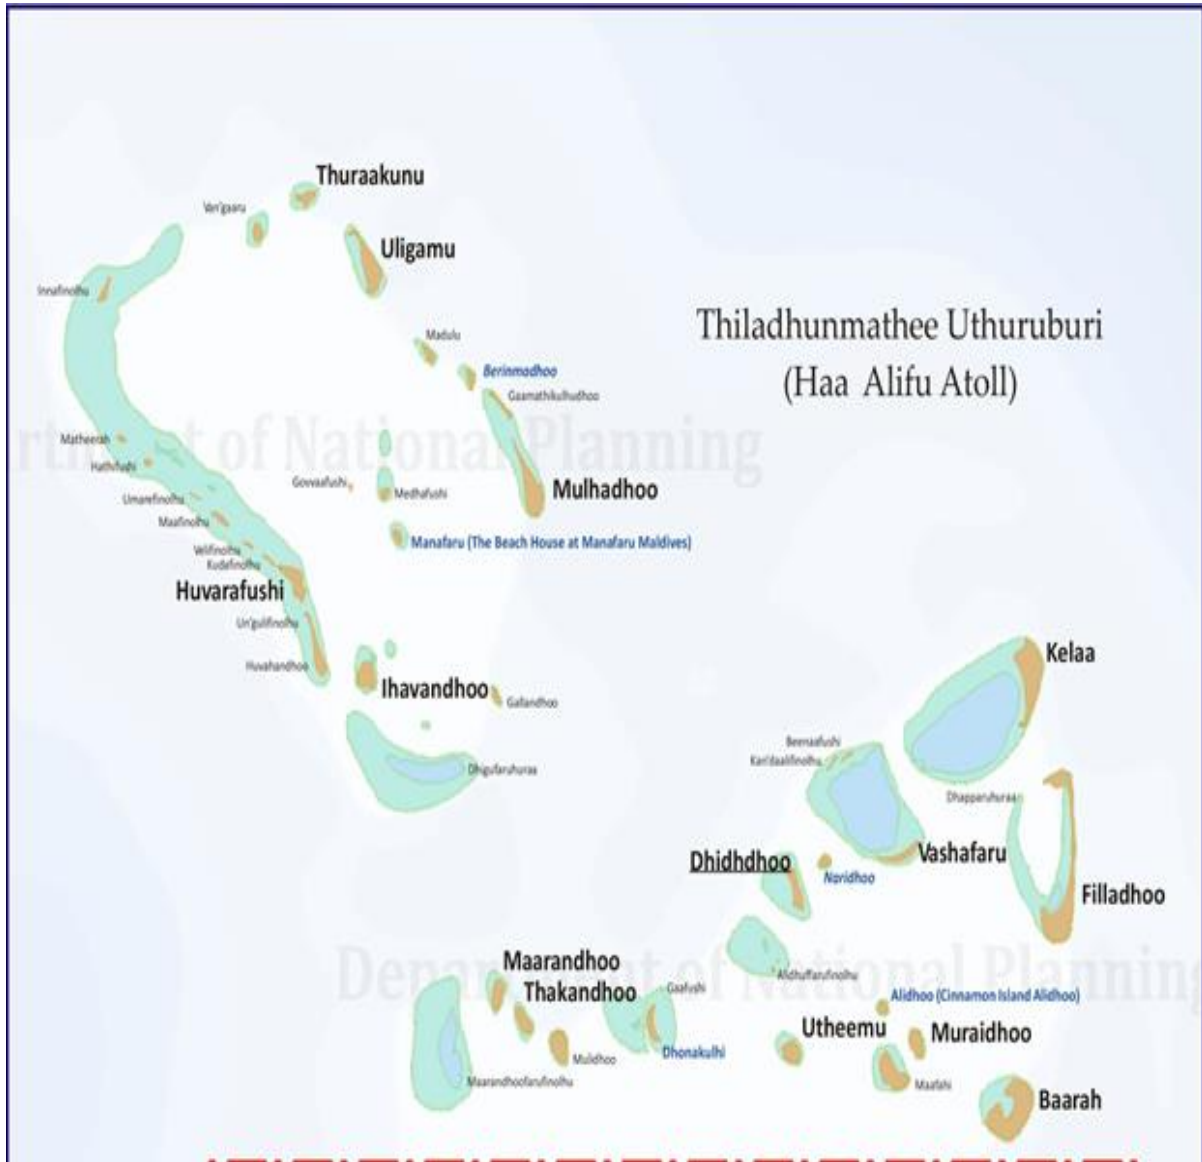 Thuraakunu
Van'gaaru
Uligamu
Innafinolhu
Thiladhunmathee Uthuruburi
(Haa Alifu Atoll)
Madulu
Berinmadhoo
Gaamathikulhudhoo
Matheerah
Department of National Planning
Hathifushi
Govvaafushi
Medhafushi
Mulhadhoo
Umarefinolhu
Maafinolhu
Manafaru (The Beach House at Manafaru Maldives)
Velifinolhu
Kudafinolhu
Huvarafushi
Un'gulifinolhu
Huvahandhoo
Kelaa
Ihavandhoo
Gallandhoo
Beenaafushi
Kan'daalifinolhu
Dhigufaruhuraa
Dhapparuhuraa
Dhidhdhoo
Vashafaru
Naridhoo
Filladhoo
Maarandhoo
Department of National Planning
Alidhuffarufinolhu
Thakandhoo
Gaafushi
Alidhoo (Cinnamon Island Alidhoo)
Utheemu
Muraidhoo
Mulidhoo
Dhonakulhi
Maarandhoofarufinolhu
Maafahi
Baarah